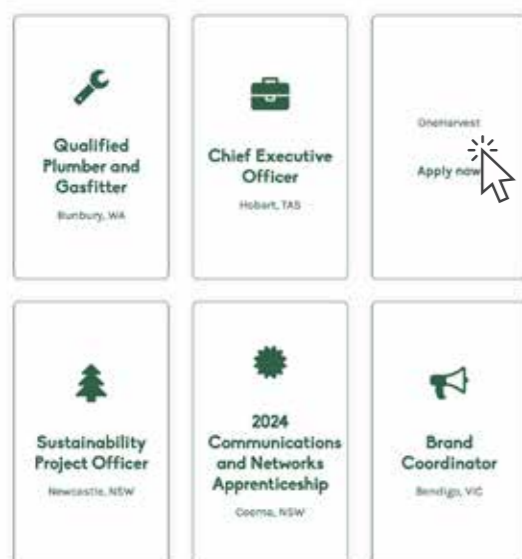 Qualified
Plumber and
Gasfitter
Bunbury, WA
Chief Executive
Officer
Hobart, TAS
OneHarvest
Apply now
Sustainability
Project Officer
Newcastle, NSW
2024
Communications
and Networks
Apprenticeship
Cooma, NSW
Brand
Coordinator
Bendigo, VIC